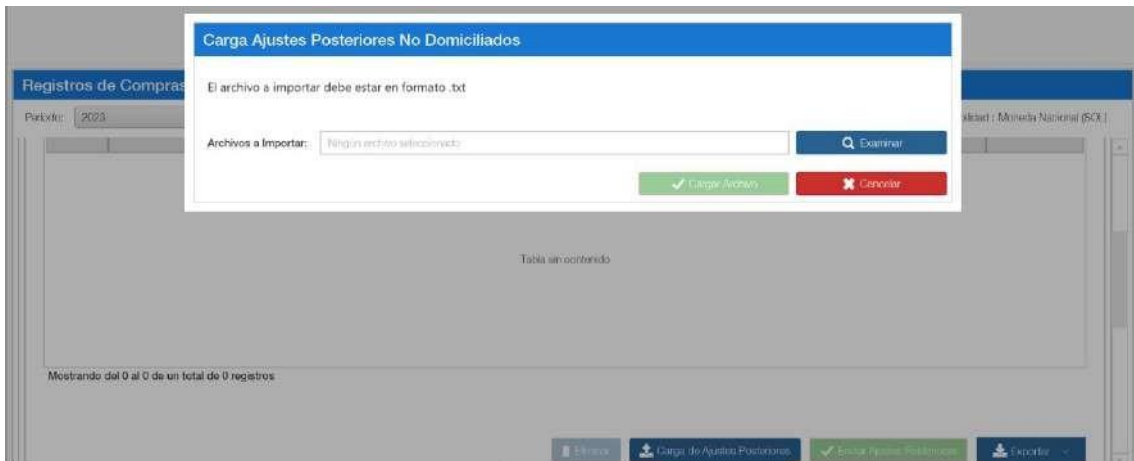 Carga Ajustes Posteriores No Domiciliados
Registros de Compras
El archivo a importar debe estar en formato .txt
Periodo: 2023
: Moneda Nacional (SOL)
Archivos a Importar: Ningún archivo seleccionado Examinar
Cargar Archivo Cancelar
Tabla sin contenido
Mostrando del 0 al 0 de un total de 0 registros
Eliminar Carga de Ajustes Posteriores Enviar Ajustes Posteriores Exportar